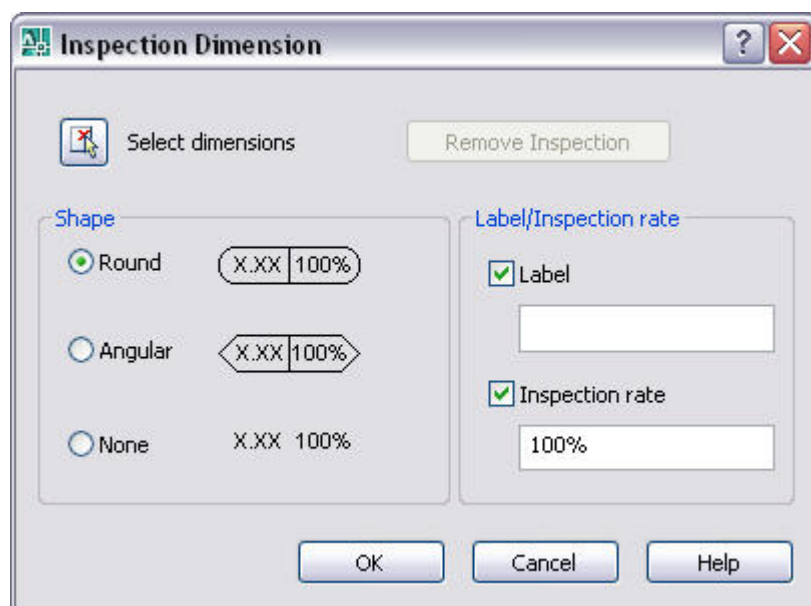 Inspection Dimension
Select dimensions
Remove Inspection
Shape
Round
X.XX 100%
Angular
X.XX 100%
None
X.XX 100%
Label/Inspection rate
Label
Inspection rate
100%
OK
Cancel
Help